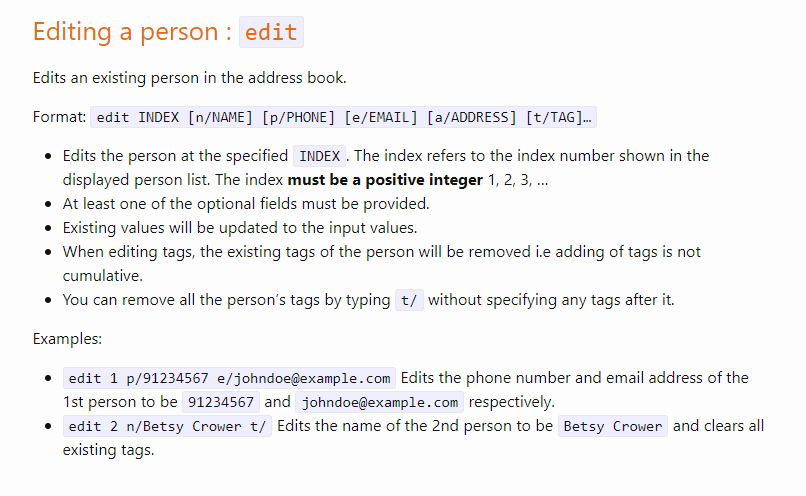 Editing a person : edit
Edits an existing person in the address book.
Format: edit INDEX [n/NAME] [p/PHONE] [e/EMAIL] [a/ADDRESS] [t/TAG]…
• Edits the person at the specified INDEX. The index refers to the index number shown in the
displayed person list. The index must be a positive integer 1, 2, 3, …
• At least one of the optional fields must be provided.
• Existing values will be updated to the input values.
• When editing tags, the existing tags of the person will be removed i.e adding of tags is not
cumulative.
• You can remove all the person’s tags by typing t/ without specifying any tags after it.
Examples:
• edit 1 p/91234567 e/johndoe@example.com Edits the phone number and email address of the
1st person to be 91234567 and johndoe@example.com respectively.
• edit 2 n/Betsy Crower t/ Edits the name of the 2nd person to be Betsy Crower and clears all
existing tags.